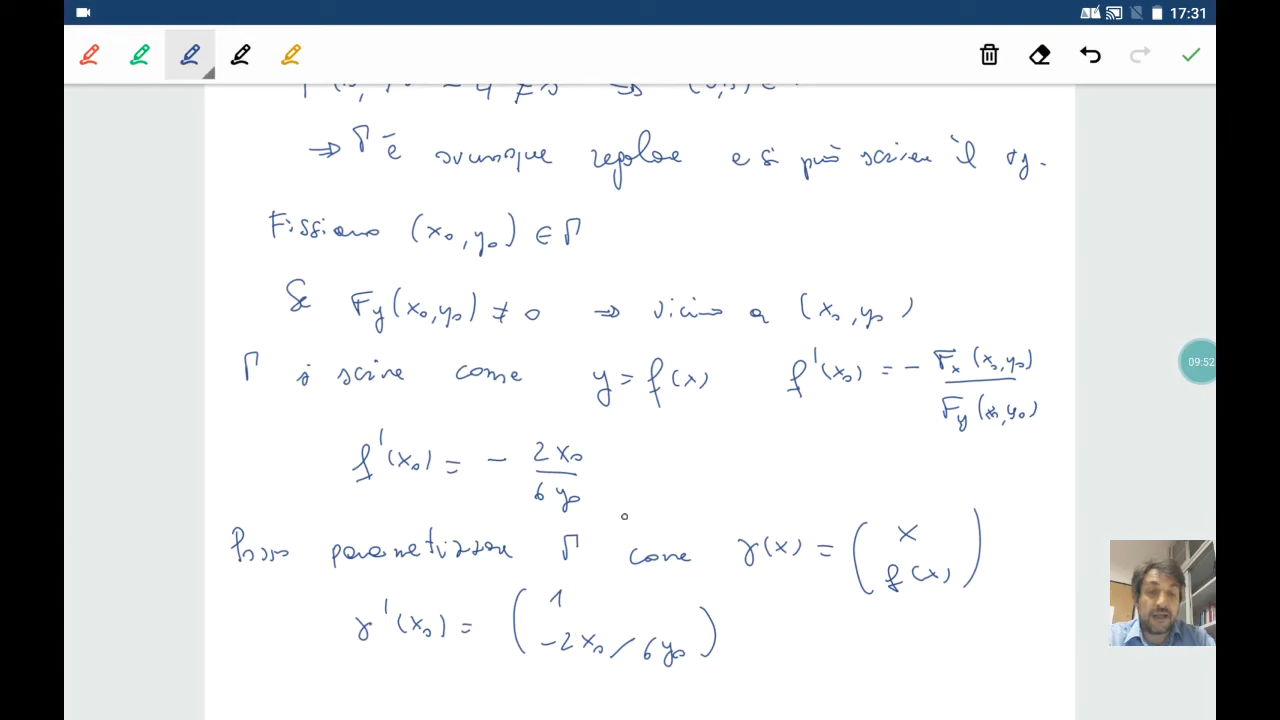 17:31
⇒ Γ è ovunque regolare e si può scrivere il tg.
Fissiamo (x₀,y₀) ∈ Γ
Se F_y(x₀,y₀) ≠ 0 ⇒ vicino a (x₀,y₀)
Γ si scrive come y = f(x) f'(x₀) = - F_x(x₀,y₀) / F_y(x₀,y₀)
09:52
f'(x₀) = - 2x₀ / 6y₀
Posso parametrizzare Γ come γ(x) = (x, f(x))
γ'(x₀) = (1, -2x₀/6y₀)